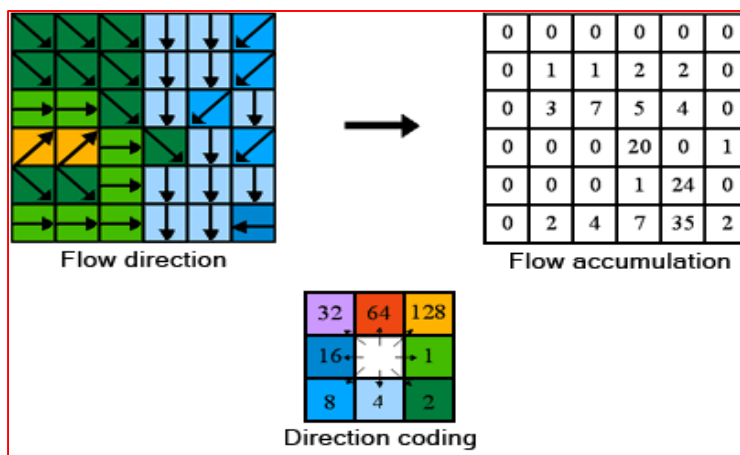 0 0 0 0 0 0
0 1 1 2 2 0
0 3 7 5 4 0
0 0 0 20 0 1
0 0 0 1 24 0
0 2 4 7 35 2
Flow direction
Flow accumulation
32 64 128
16 1
8 4 2
Direction coding